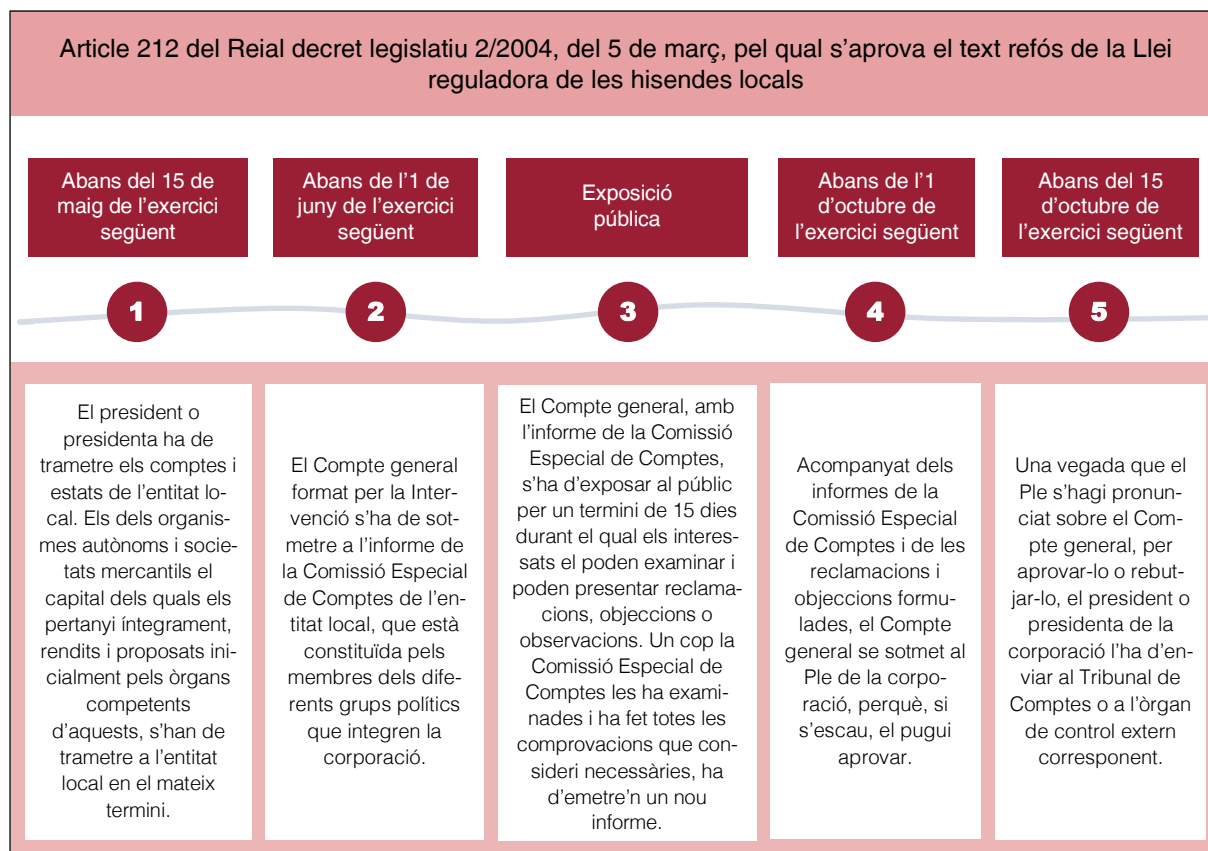 Article 212 del Reial decret legislatiu 2/2004, del 5 de març, pel qual s’aprova el text refós de la Llei
reguladora de les hisendes locals
Abans del 15 de
maig de l’exercici
següent
Abans de l’1 de
juny de l’exercici
següent
Exposició
pública
Abans de l’1
d’octubre de
l’exercici següent
Abans del 15
d’octubre de
l’exercici següent
1
2
3
4
5
El president o
presidenta ha de
trametre els comptes i
estats de l’entitat lo-
cal. Els dels organis-
mes autònoms i socie-
tats mercantils el
capital dels quals els
pertanyi íntegrament,
rendits i proposats ini-
cialment pels òrgans
competents
d’aquests, s’han de
trametre a l’entitat
local en el mateix
termini.
El Compte general
format per la Inter-
venció s’ha de sot-
metre a l’informe de
la Comissió Especial
de Comptes de l’en-
titat local, que està
constituïda pels
membres dels dife-
rents grups polítics
que integren la
corporació.
El Compte general, amb
l’informe de la Comissió
Especial de Comptes,
s’ha d’exposar al públic
per un termini de 15 dies
durant el qual els interes-
sats el poden examinar i
poden presentar reclama-
cions, objeccions o
observacions. Un cop la
Comissió Especial de
Comptes les ha exami-
nades i ha fet totes les
comprovacions que con-
sideri necessàries, ha
d’emetre’n un nou
informe.
Acompanyat dels
informes de la
Comissió Especial
de Comptes i de les
reclamacions i
objeccions formu-
lades, el Compte
general se sotmet al
Ple de la corpo-
ració, perquè, si
s’escau, el pugui
aprovar.
Una vegada que el
Ple s’hagi pronun-
ciat sobre el Com-
pte general, per
aprovar-lo o rebut-
jar-lo, el president o
presidenta de la
corporació l’ha d’en-
viar al Tribunal de
Comptes o a l’òrgan
de control extern
corresponent.